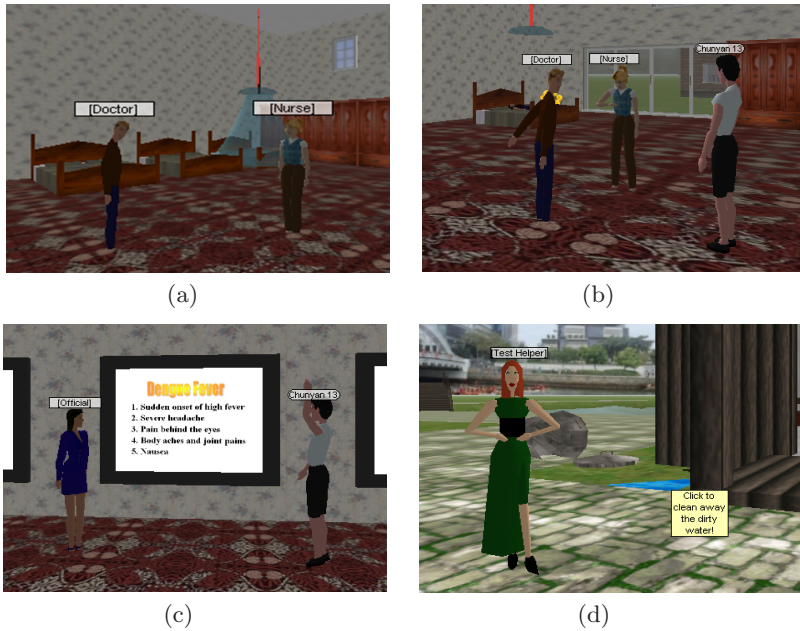 [Doctor]
[Nurse]
(a)
[Doctor]
[Nurse]
Chunyan 13
(b)
[Official]
Dengue Fever
Chunyan 13
1. Sudden onset of high fever
2. Severe headache
3. Pain behind the eyes
4. Body aches and joint pains
5. Nausea
(c)
[Test Helper]
Click to
clean away
the dirty
water!
(d)